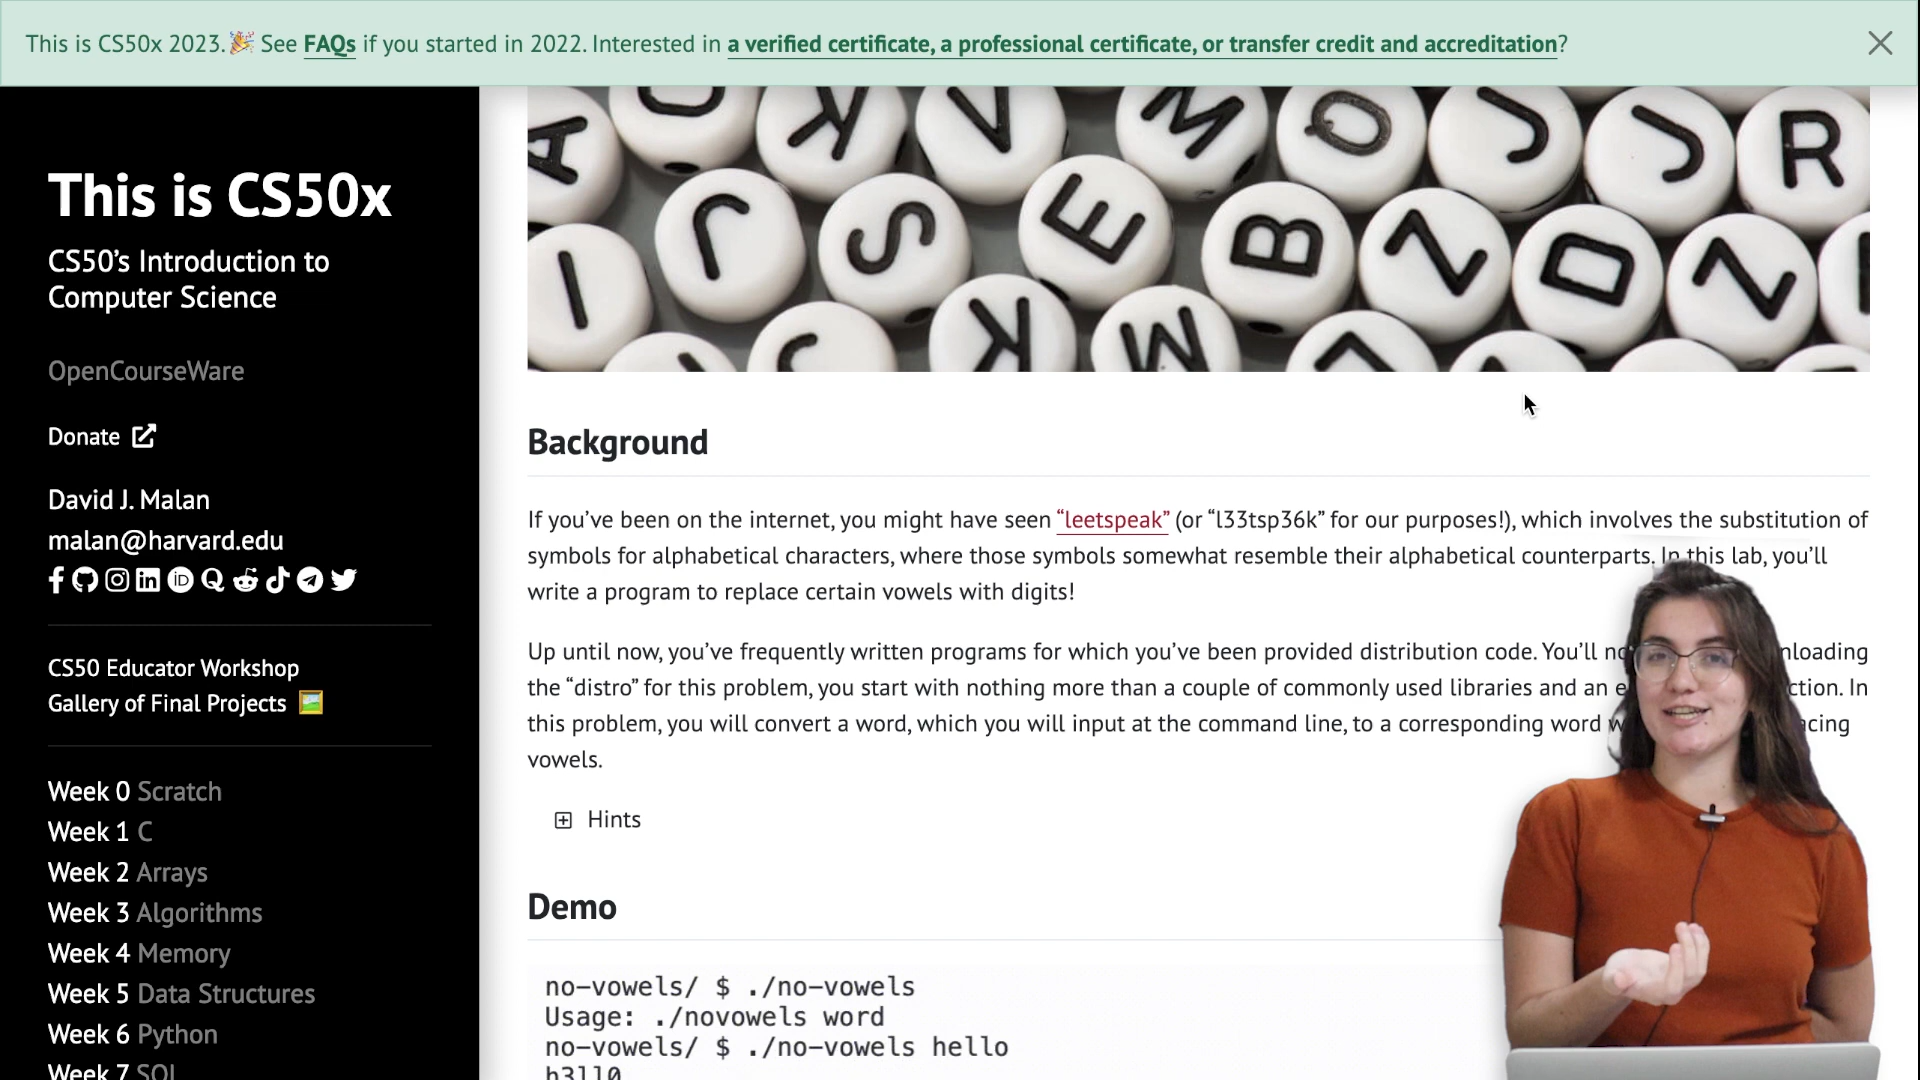 This is CS50x 2023.🎉 See FAQs if you started in 2022. Interested in a verified certificate, a professional certificate, or transfer credit and accreditation?
This is CS50x
CS50’s Introduction to
Computer Science
OpenCourseWare
Donate
David J. Malan
malan@harvard.edu
CS50 Educator Workshop
Gallery of Final Projects 🖼️
Week 0 Scratch
Week 1 C
Week 2 Arrays
Week 3 Algorithms
Week 4 Memory
Week 5 Data Structures
Week 6 Python
Week 7 SQL
Background
If you’ve been on the internet, you might have seen “leetspeak” (or “l33tsp36k” for our purposes!), which involves the substitution of
symbols for alphabetical characters, where those symbols somewhat resemble their alphabetical counterparts. In this lab, you’ll
write a program to replace certain vowels with digits!
Up until now, you’ve frequently written programs for which you’ve been provided distribution code. You’ll
the “distro” for this problem, you start with nothing more than a couple of commonly used libraries and an In
this problem, you will convert a word, which you will input at the command line, to a corresponding word
vowels.
Hints
Demo
no-vowels/ $ ./no-vowels
Usage: ./novowels word
no-vowels/ $ ./no-vowels hello
h3ll0